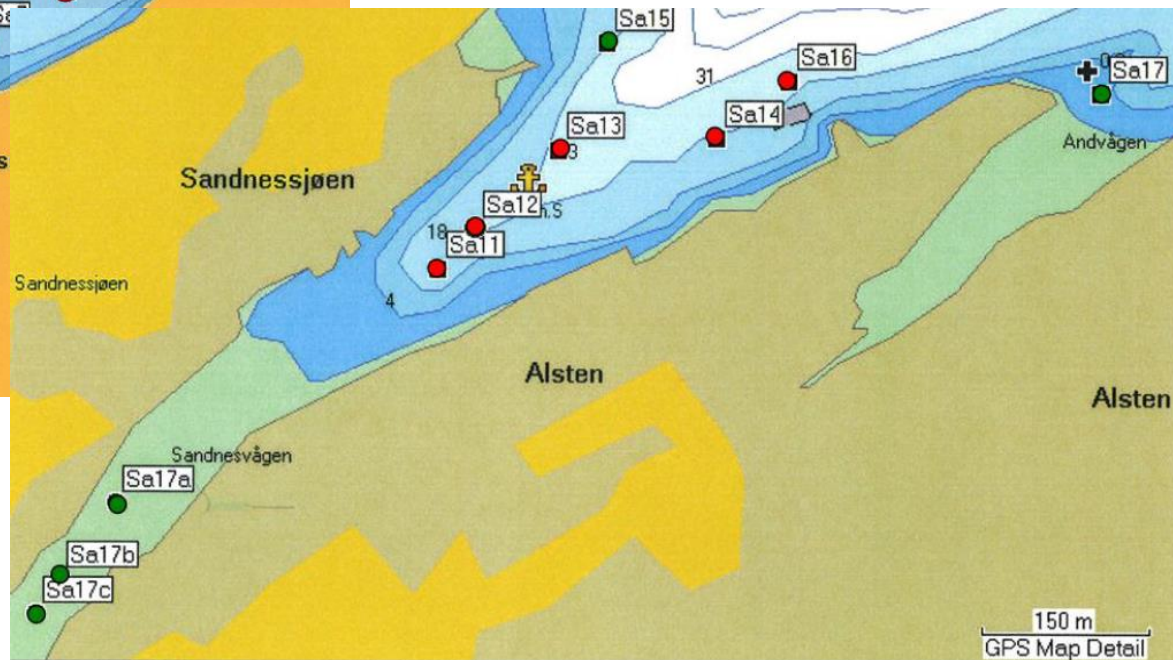 Sa15
Sa16
31
Sa17
Sa14
Sa13
3
Andvågen
Sandnessjøen
Sa12
h.S
18
Sa11
Sandnessjøen
4
Alsten
Alsten
Sandnesvågen
Sa17a
Sa17b
Sa17c
150 m
GPS Map Detail